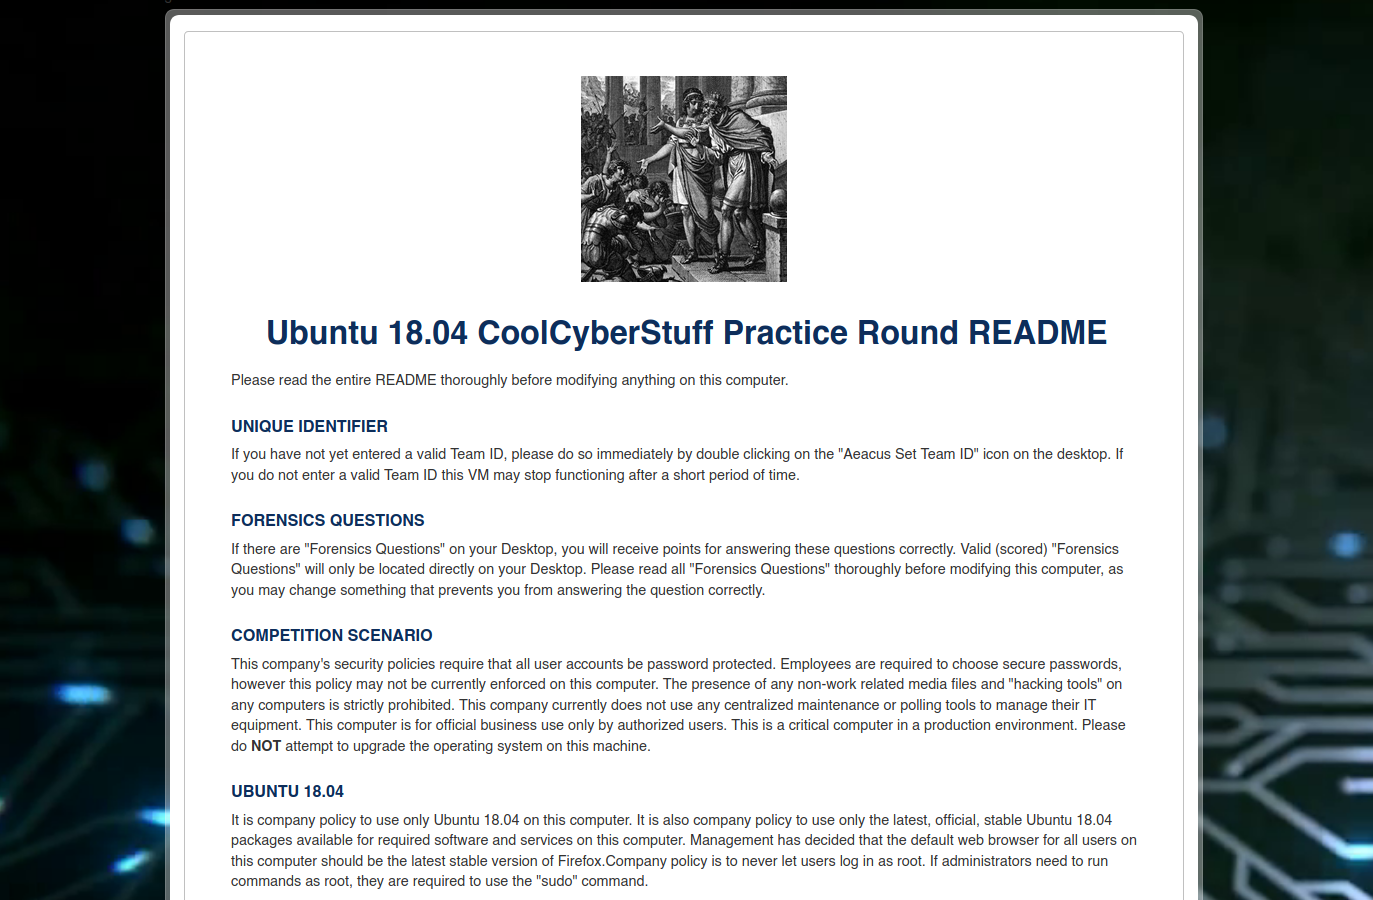 Ubuntu 18.04 CoolCyberStuff Practice Round README
Please read the entire README thoroughly before modifying anything on this computer.
UNIQUE IDENTIFIER
If you have not yet entered a valid Team ID, please do so immediately by double clicking on the "Aeacus Set Team ID" icon on the desktop. If
you do not enter a valid Team ID this VM may stop functioning after a short period of time.
FORENSICS QUESTIONS
If there are "Forensics Questions" on your Desktop, you will receive points for answering these questions correctly. Valid (scored) "Forensics
Questions" will only be located directly on your Desktop. Please read all "Forensics Questions" thoroughly before modifying this computer, as
you may change something that prevents you from answering the question correctly.
COMPETITION SCENARIO
This company's security policies require that all user accounts be password protected. Employees are required to choose secure passwords,
however this policy may not be currently enforced on this computer. The presence of any non-work related media files and "hacking tools" on
any computers is strictly prohibited. This company currently does not use any centralized maintenance or polling tools to manage their IT
equipment. This computer is for official business use only by authorized users. This is a critical computer in a production environment. Please
do NOT attempt to upgrade the operating system on this machine.
UBUNTU 18.04
It is company policy to use only Ubuntu 18.04 on this computer. It is also company policy to use only the latest, official, stable Ubuntu 18.04
packages available for required software and services on this computer. Management has decided that the default web browser for all users on
this computer should be the latest stable version of Firefox.Company policy is to never let users log in as root. If administrators need to run
commands as root, they are required to use the "sudo" command.